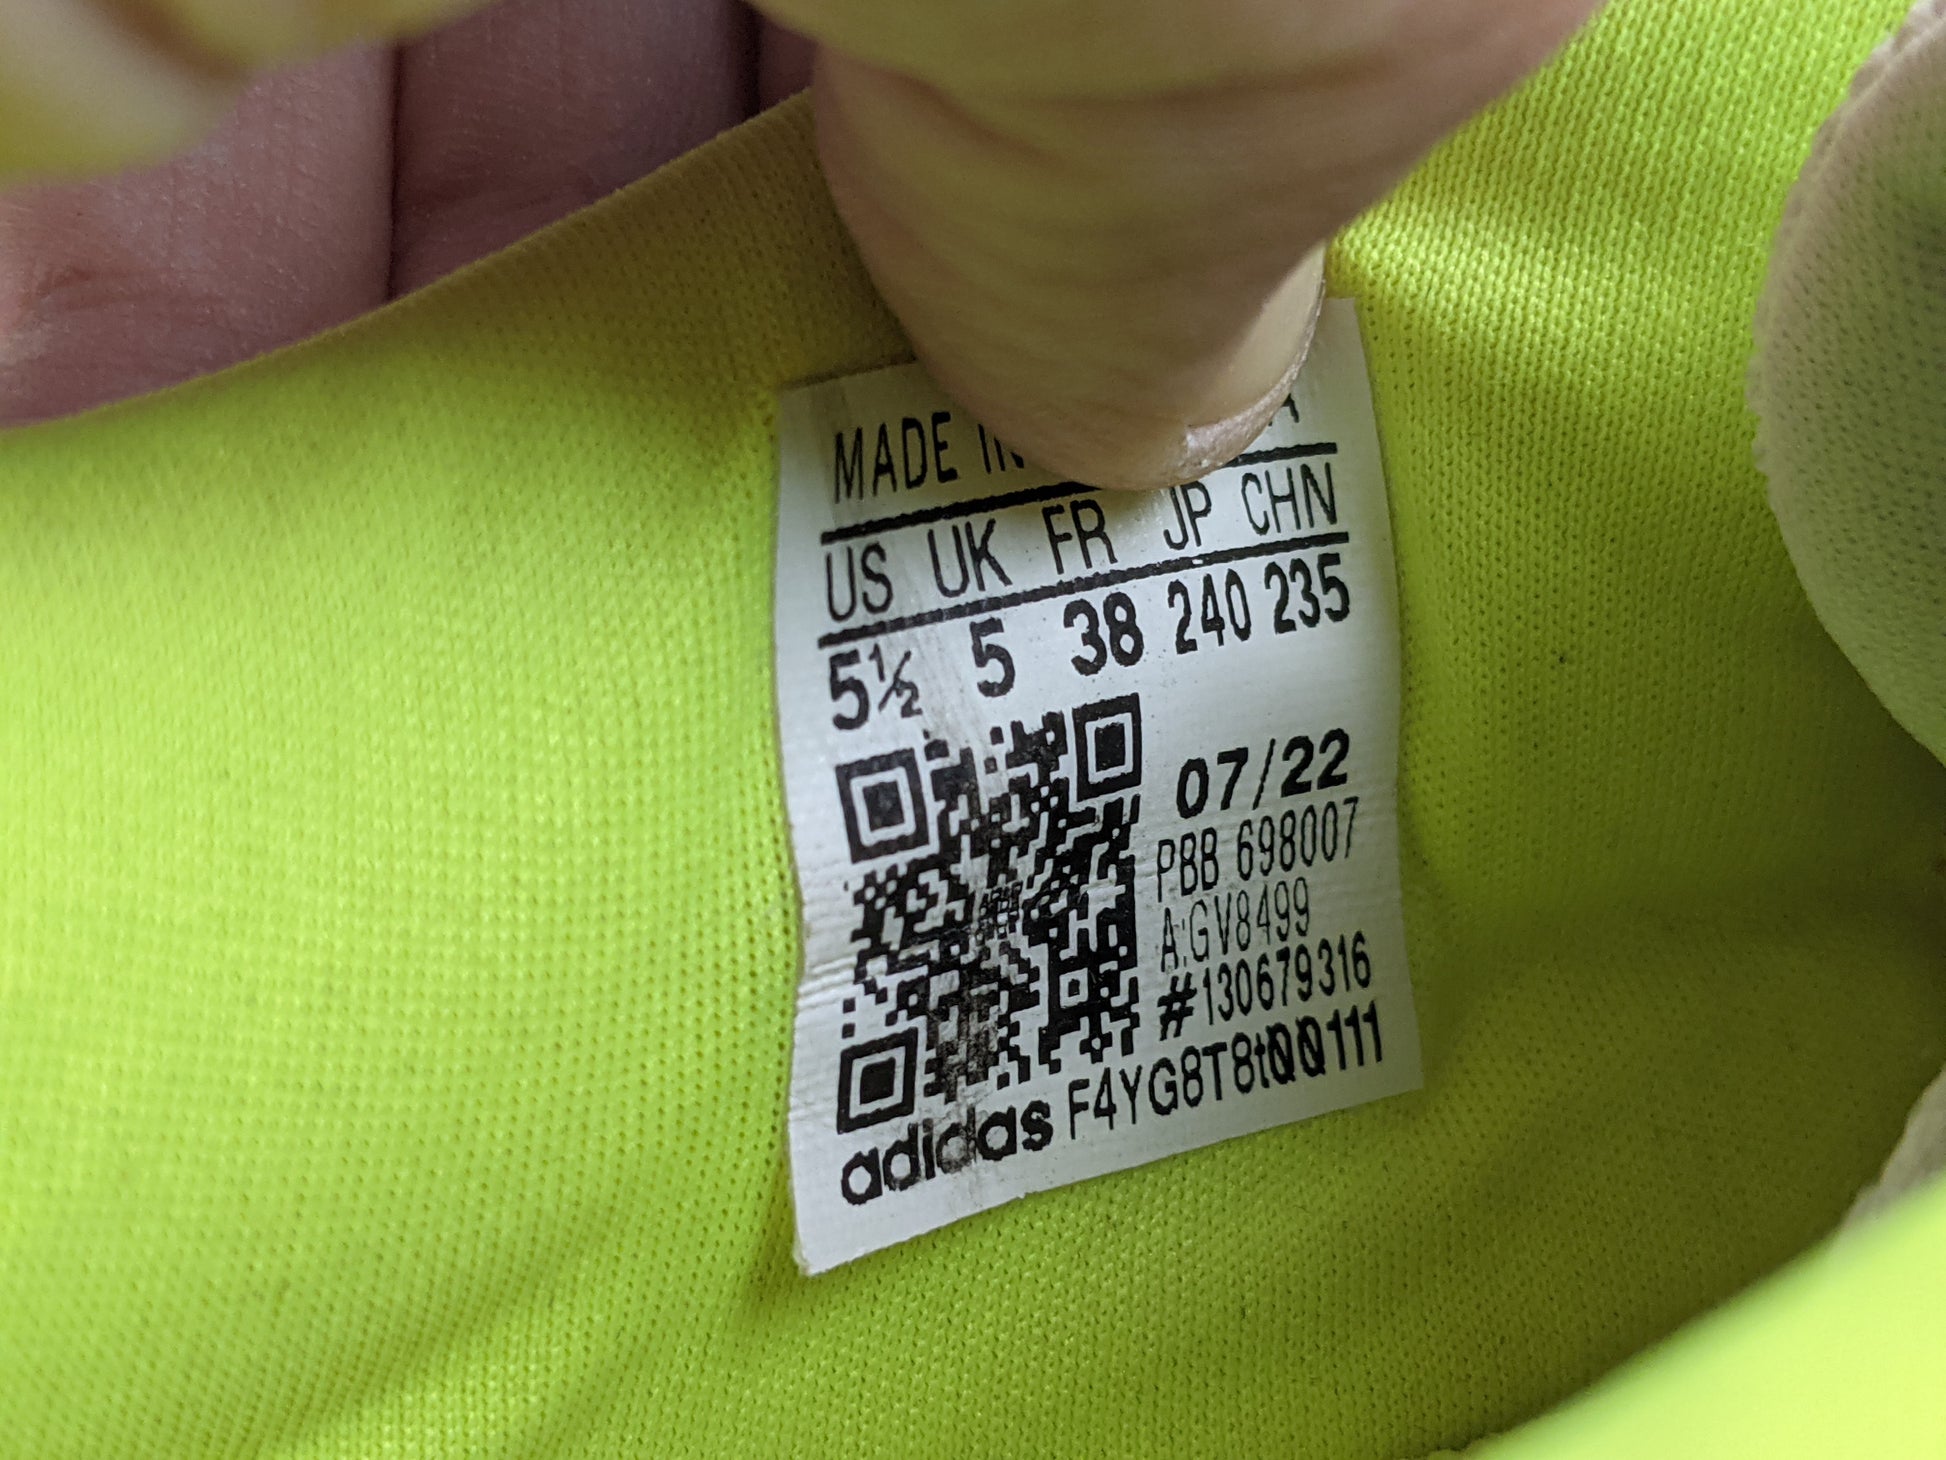 MADE IN
US UK FR JP CHN
5½ 5 38 240 235
07/22
PBB 698007
A:GV8499
#130679316
adidas F4YG8T8t00111